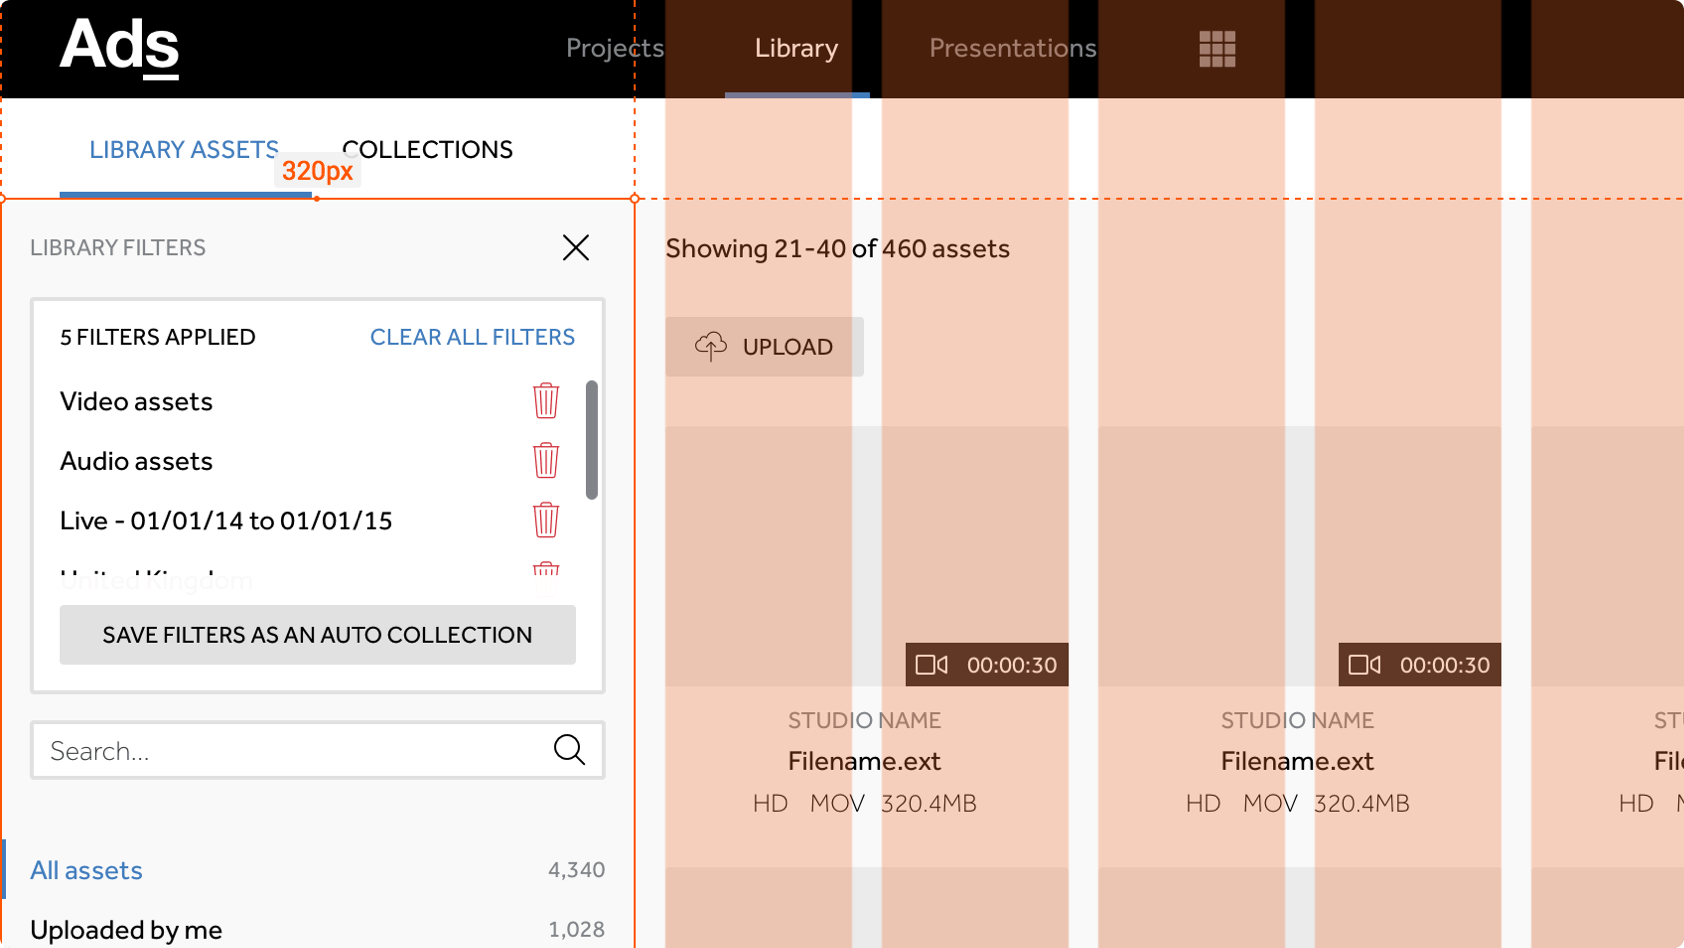 Ads
Projects Library Presentations
LIBRARY ASSETS COLLECTIONS
320px
LIBRARY FILTERS
Showing 21-40 of 460 assets
5 FILTERS APPLIED CLEAR ALL FILTERS
UPLOAD
Video assets
Audio assets
Live - 01/01/14 to 01/01/15
United Kingdom
SAVE FILTERS AS AN AUTO COLLECTION
00:00:30 00:00:30
STUDIO NAME STUDIO NAME ST
Filename.ext Filename.ext Fil
HD MOV 320.4MB HD MOV 320.4MB HD
Search...
All assets 4,340
Uploaded by me 1,028